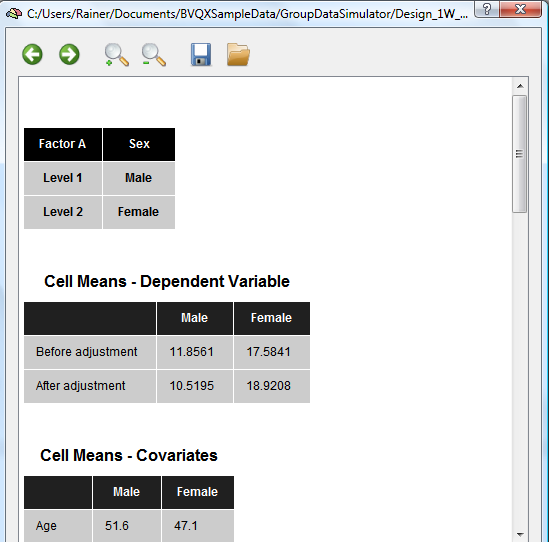 C:/Users/Rainer/Documents/BVQXSampleData/GroupDataSimulator/Design_1W_...
Factor A Sex
Level 1 Male
Level 2 Female
Cell Means - Dependent Variable
Male Female
Before adjustment 11.8561 17.5841
After adjustment 10.5195 18.9208
Cell Means - Covariates
Male Female
Age 51.6 47.1